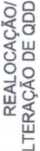 REALOCAÇÃO/
LTERAÇÃO DE QDD